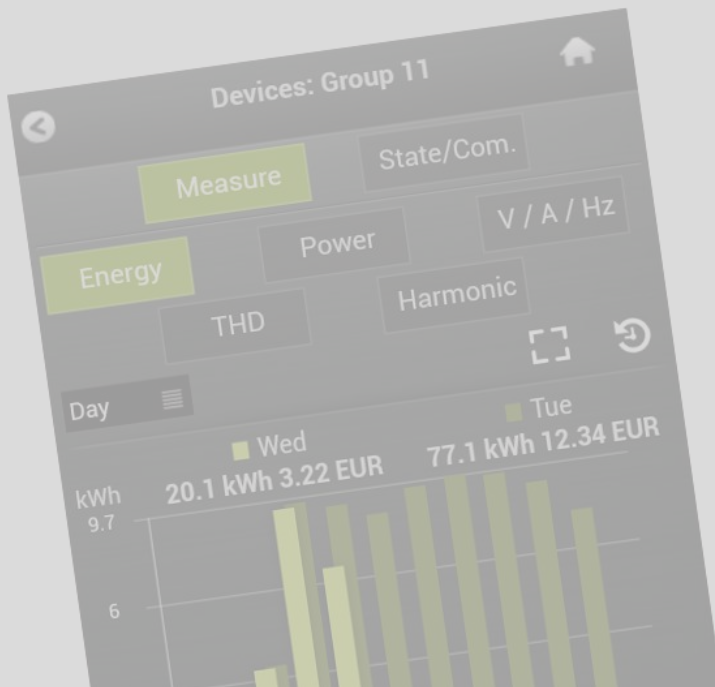 Devices: Group 11
Measure State/Com.
Energy Power V / A / Hz
THD Harmonic
Day
Wed Tue
20.1 kWh 3.22 EUR 77.1 kWh 12.34 EUR
kWh
9.7
6